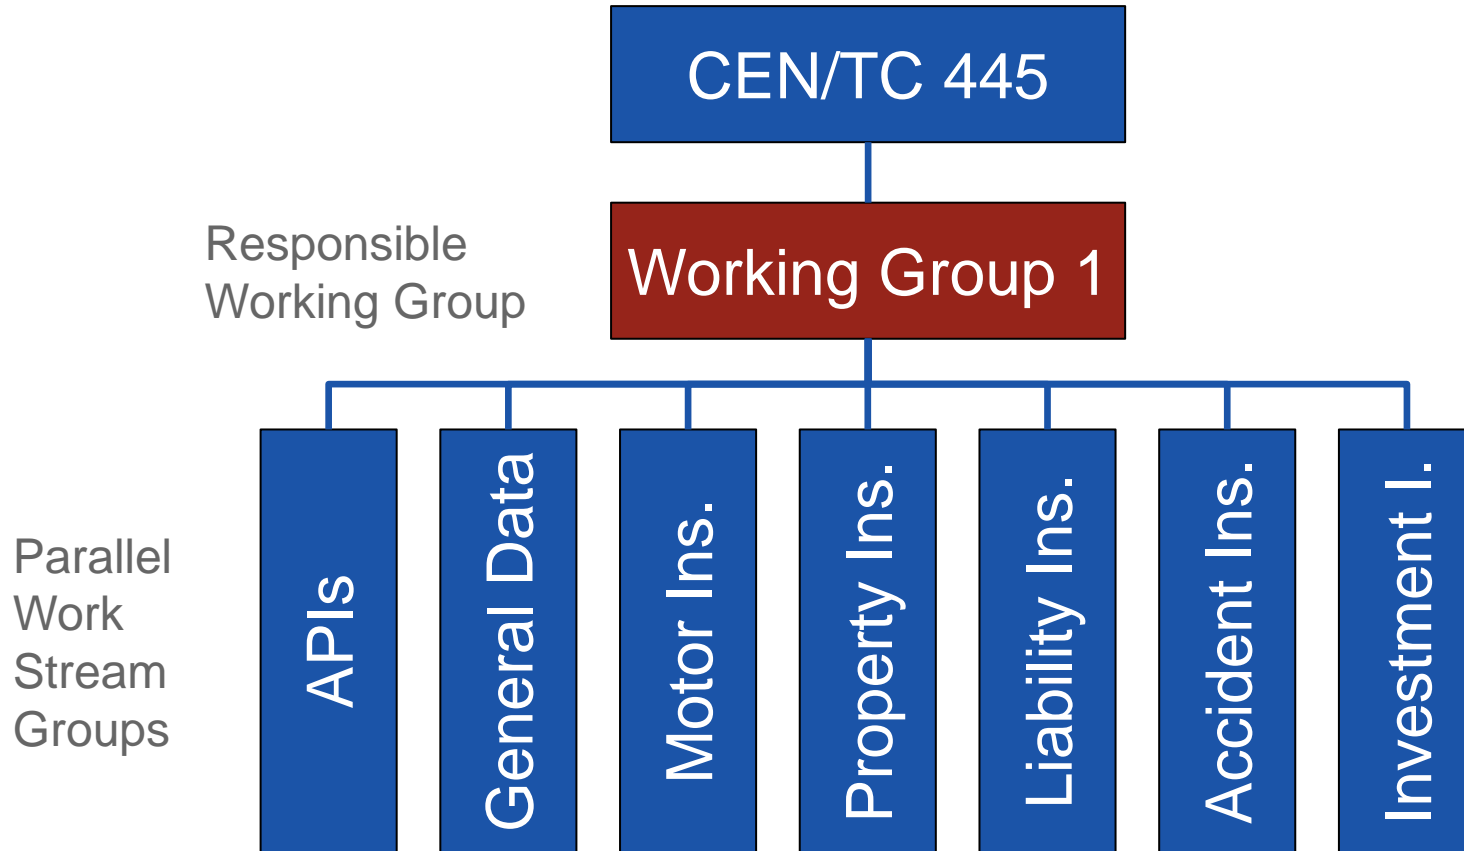 CEN/TC 445
Responsible
Working Group
Working Group 1
Parallel
Work
Stream
Groups
APIs
General Data
Motor Ins.
Property Ins.
Liability Ins.
Accident Ins.
Investment I.